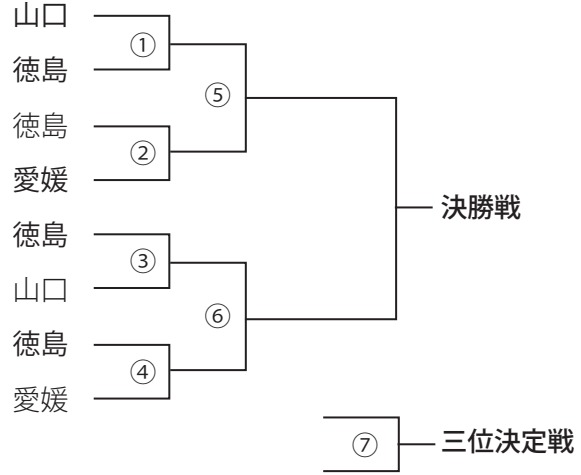 山口
①
徳島
⑤
徳島
②
愛媛
決勝戦
徳島
③
山口
⑥
徳島
④
愛媛
⑦
三位決定戦